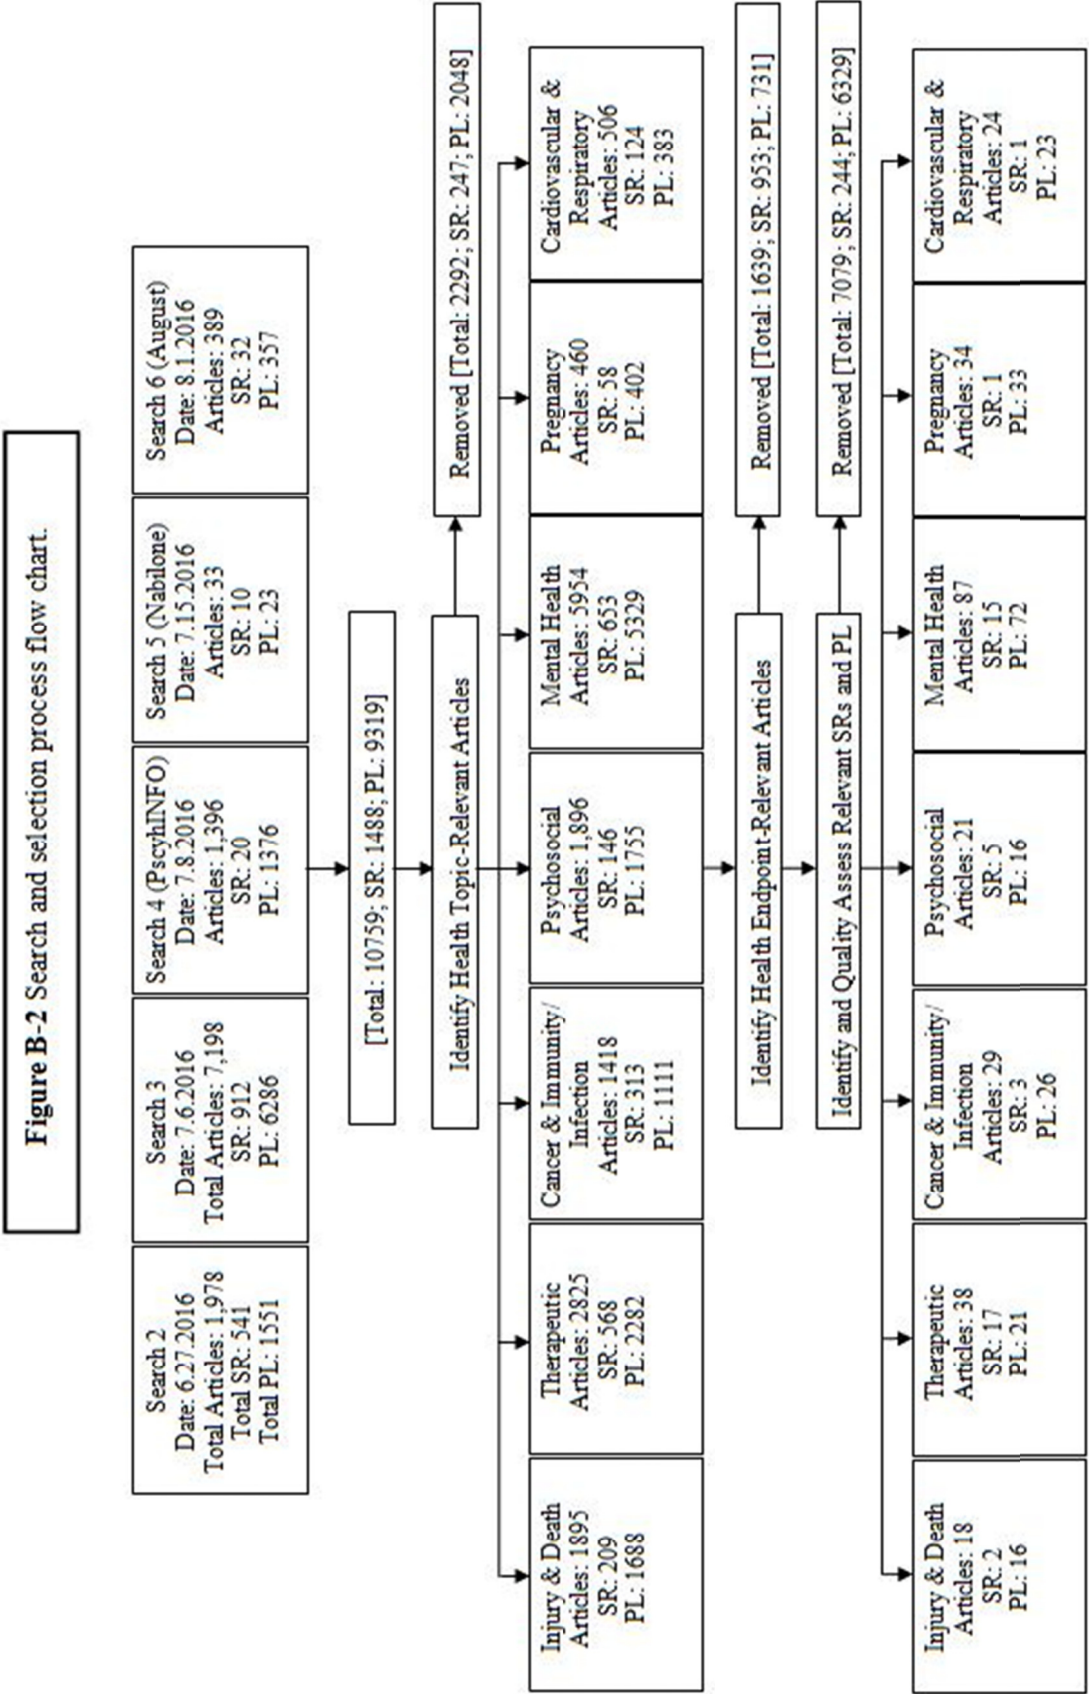 Figure B-2 Search and selection process flow chart.
Search 2
Date: 6.27.2016
Total Articles: 1,978
Total SR: 541
Total PL: 1551
Search 3
Date: 7.6.2016
Total Articles: 7,198
SR: 912
PL: 6286
Search 4 (PscyhINFO)
Date: 7.8.2016
Articles: 1,396
SR: 20
PL: 1376
Search 5 (Nabilone)
Date: 7.15.2016
Articles: 33
SR: 10
PL: 23
Search 6 (August)
Date: 8.1.2016
Articles: 389
SR: 32
PL: 357
[Total: 10759; SR: 1488; PL: 9319]
Identify Health Topic-Relevant Articles
Removed [Total: 2292; SR: 247; PL: 2048]
Injury & Death
Articles: 1895
SR: 209
PL: 1688
Therapeutic
Articles: 2825
SR: 568
PL: 2282
Cancer & Immunity/
Infection
Articles: 1418
SR: 313
PL: 1111
Psychosocial
Articles: 1,896
SR: 146
PL: 1755
Mental Health
Articles: 5954
SR: 653
PL: 5329
Pregnancy
Articles: 460
SR: 58
PL: 402
Cardiovascular &
Respiratory
Articles: 506
SR: 124
PL: 383
Identify Health Endpoint-Relevant Articles
Removed [Total: 1639; SR: 953; PL: 731]
Identify and Quality Assess Relevant SRs and PL
Removed [Total: 7079; SR: 244; PL: 6329]
Injury & Death
Articles: 18
SR: 2
PL: 16
Therapeutic
Articles: 38
SR: 17
PL: 21
Cancer & Immunity/
Infection
Articles: 29
SR: 3
PL: 26
Psychosocial
Articles: 21
SR: 5
PL: 16
Mental Health
Articles: 87
SR: 15
PL: 72
Pregnancy
Articles: 34
SR: 1
PL: 33
Cardiovascular &
Respiratory
Articles: 24
SR: 1
PL: 23